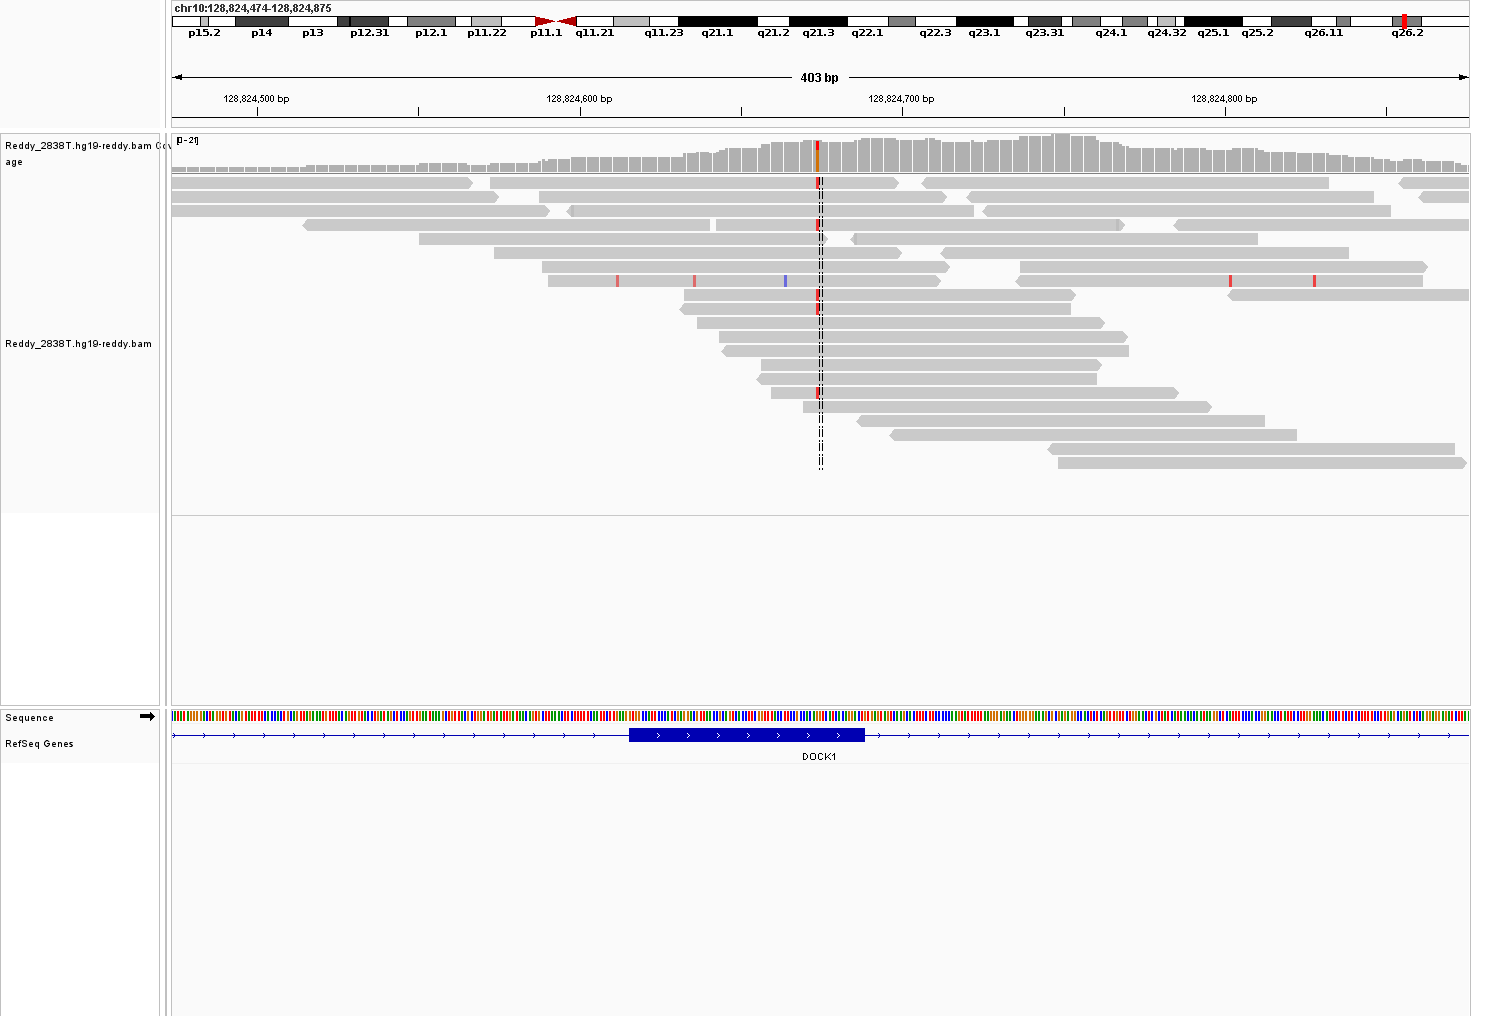 chr10:128,824,474-128,824,875
p15.2 p14 p13 p12.31 p12.1 p11.22 p11.1 q11.21 q11.23 q21.1 q21.2 q21.3 q22.1 q22.3 q23.1 q23.31 q24.1 q24.32 q25.1 q25.2 q26.11 q26.2
403 bp
128,824,500 bp 128,824,600 bp 128,824,700 bp 128,824,800 bp
Reddy_2838T.hg19-reddy.bam Cov
age
[0 - 21]
Reddy_2838T.hg19-reddy.bam
Sequence
RefSeq Genes
DOCK1